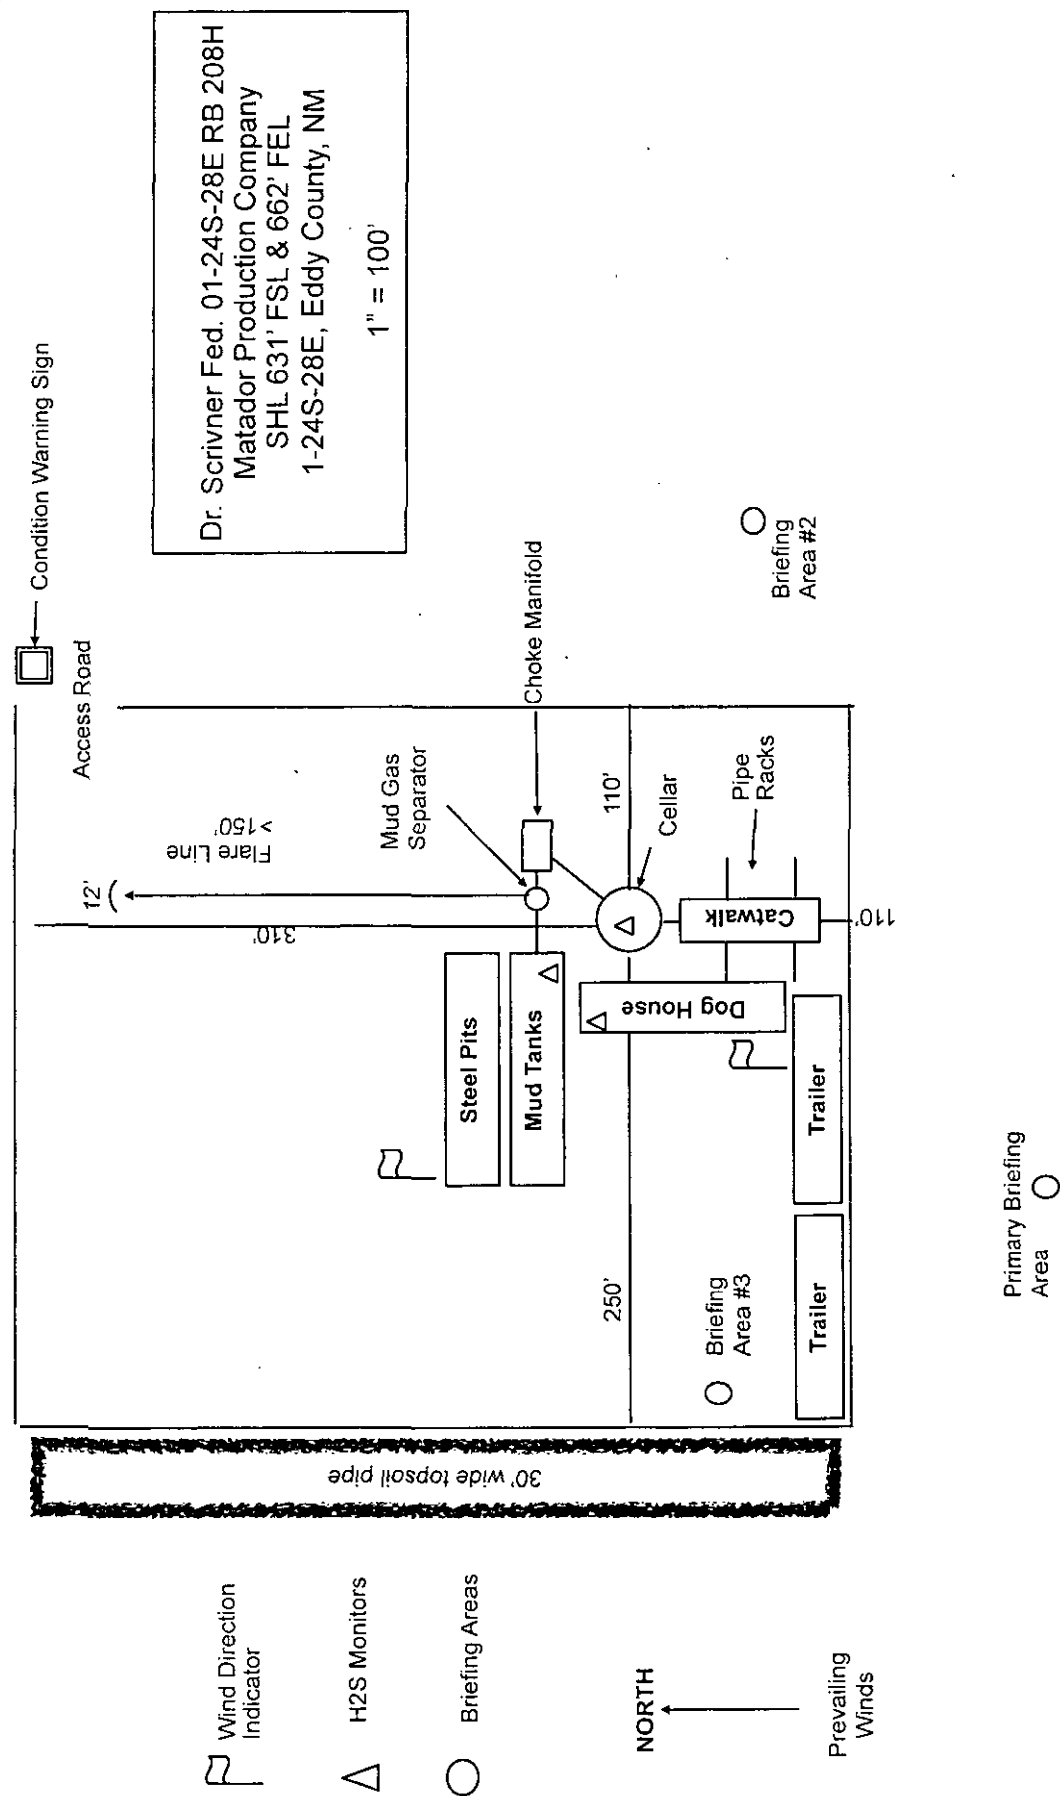 Condition Warning Sign
Dr. Scrivner Fed. 01-24S-28E RB 208H
Matador Production Company
SHL 631' FSL & 662' FEL
1-24S-28E, Eddy County, NM
1" = 100'
Access Road
12'
Flare Line
>150'
310'
Mud Gas
Separator
Choke Manifold
Steel Pits
Mud Tanks
110'
Cellar
Pipe
Racks
Catwalk
110'
Dog House
Trailer
Trailer
250'
Briefing
Area #3
Briefing
Area #2
Primary Briefing
Area
30' wide topsoil pipe
Wind Direction
Indicator
H2S Monitors
Briefing Areas
NORTH
Prevailing
Winds